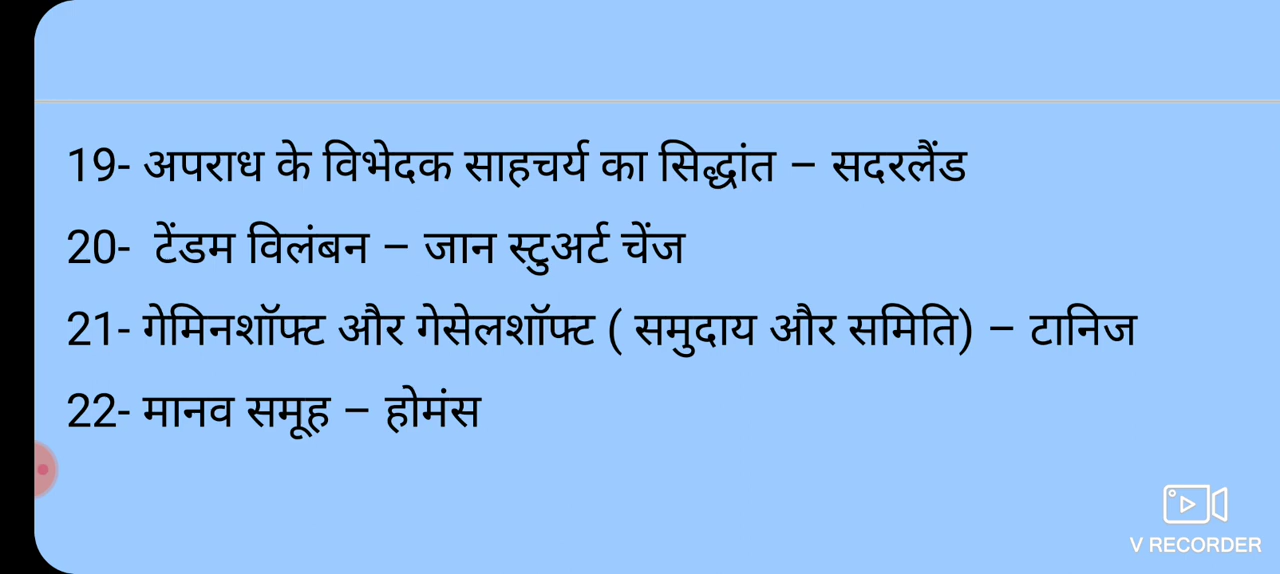 19- अपराध के विभेदक साहचर्य का सिद्धांत – सदरलैंड
20- टेंडम विलंबन – जान स्टुअर्ट चेंज
21- गेमिनशॉफ्ट और गेसेलशॉफ्ट ( समुदाय और समिति) – टानिज
22- मानव समूह – होमंस
V RECORDER